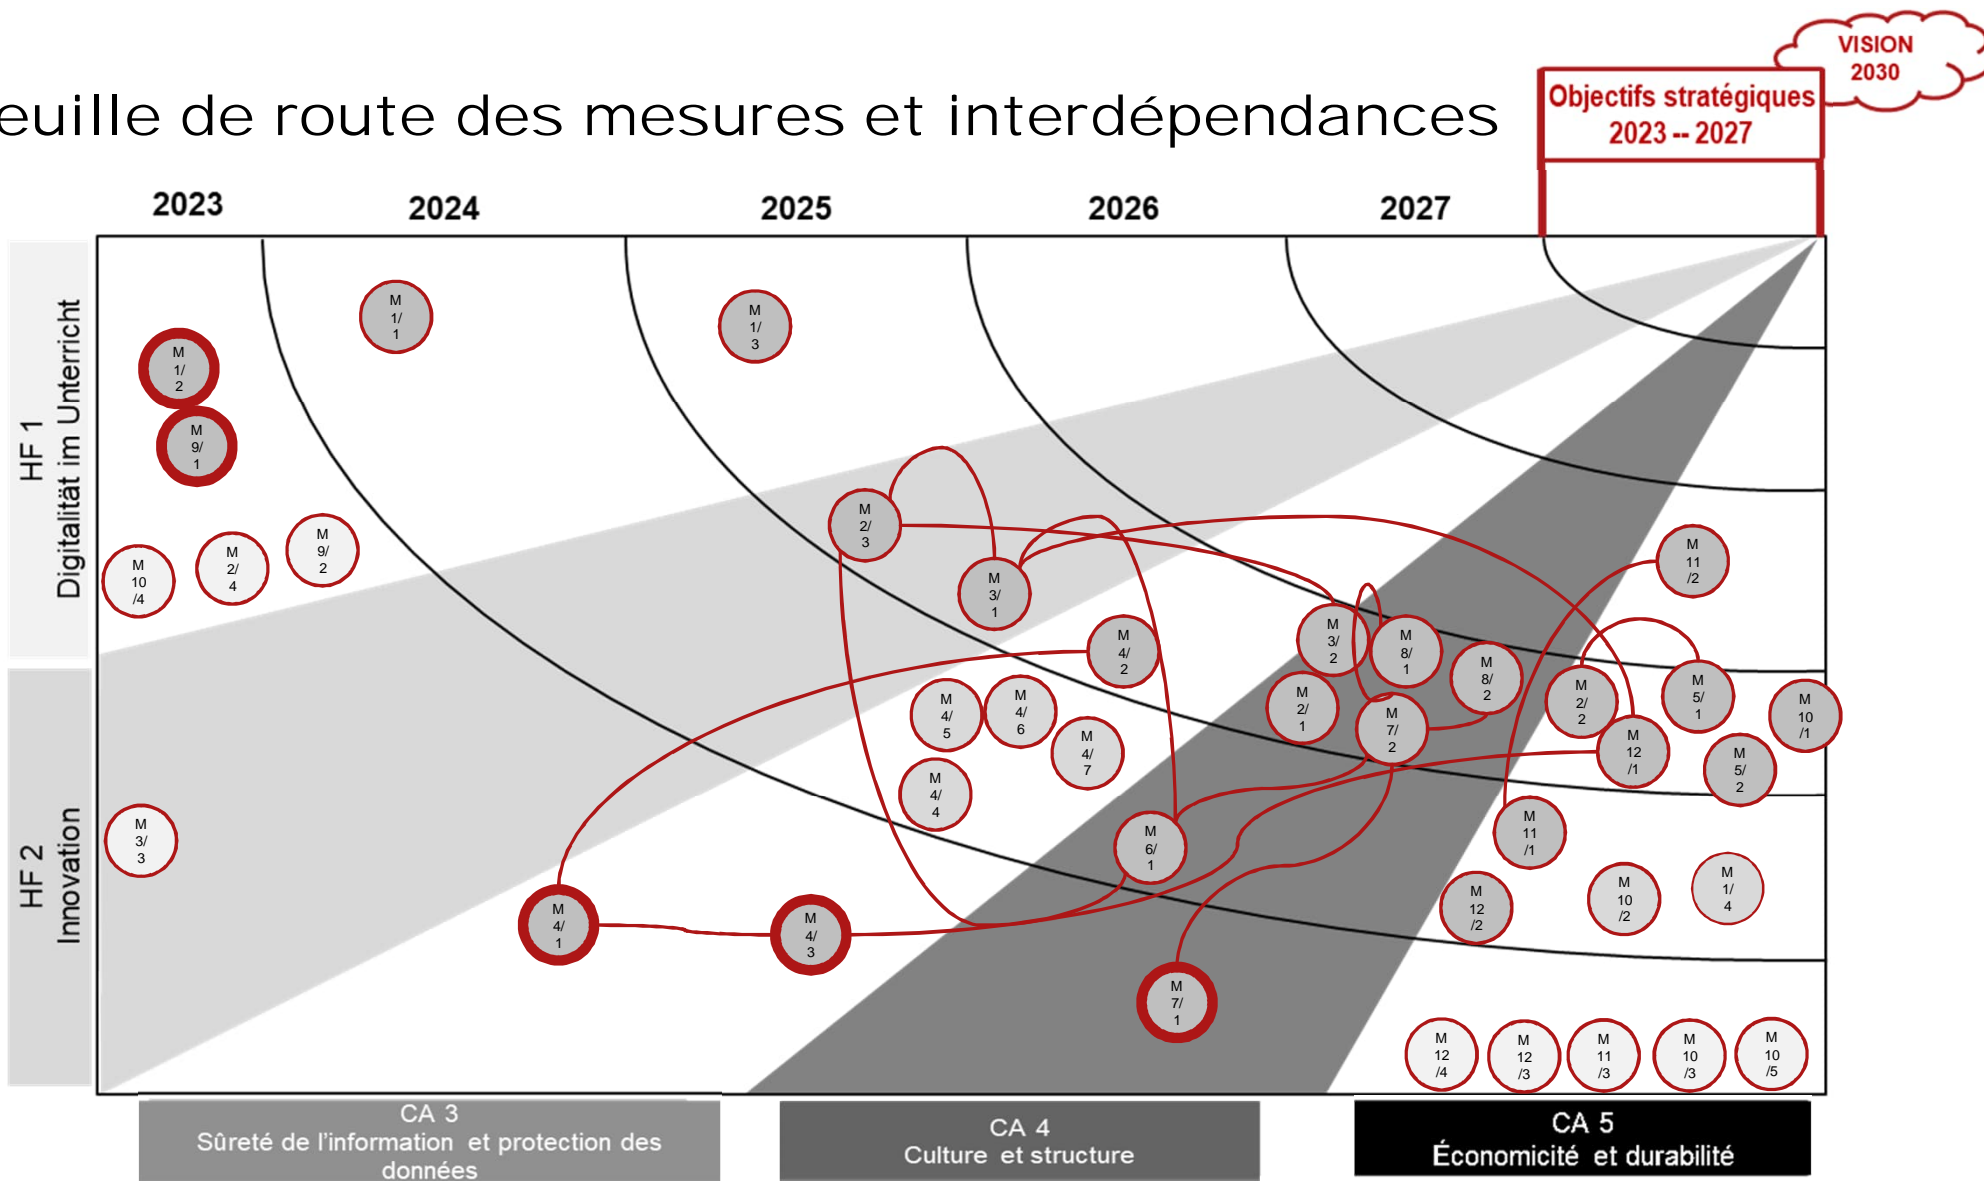 VISION
2030
Objectifs stratégiques
2023 -- 2027
euille de route des mesures et interdépendances
2023
2024
2025
2026
2027
HF 1
Digitalität im Unterricht
HF 2
Innovation
M
1/
1
M
1/
3
M
1/
2
M
9/
1
M
9/
2
M
2/
4
M
10
/4
M
2/
3
M
3/
1
M
11
/2
M
4/
2
M
3/
2
M
8/
1
M
8/
2
M
2/
1
M
7/
2
M
2/
2
M
5/
1
M
10
/1
M
12
/1
M
5/
2
M
4/
5
M
4/
6
M
4/
7
M
4/
4
M
3/
3
M
6/
1
M
11
/1
M
12
/2
M
10
/2
M
1/
4
M
4/
1
M
4/
3
M
7/
1
M
12
/4
M
12
/3
M
11
/3
M
10
/3
M
10
/5
CA 3
Sûreté de l'information et protection des
données
CA 4
Culture et structure
CA 5
Économicité et durabilité